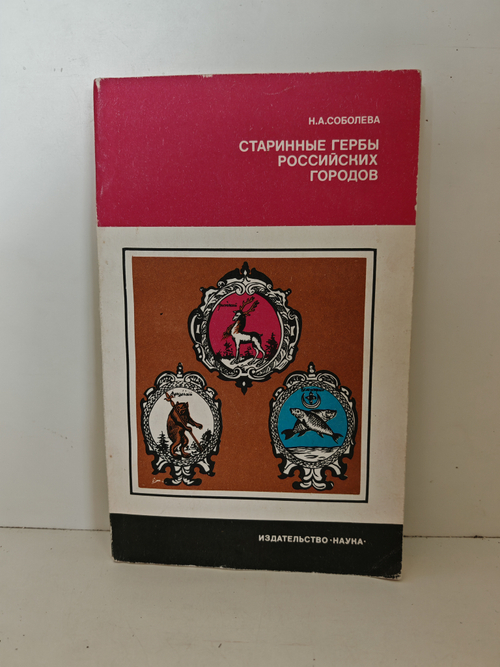 Н.А.СОБОЛЕВА
СТАРИННЫЕ ГЕРБЫ
РОССИЙСКИХ
ГОРОДОВ
ИЗДАТЕЛЬСТВО «НАУКА»